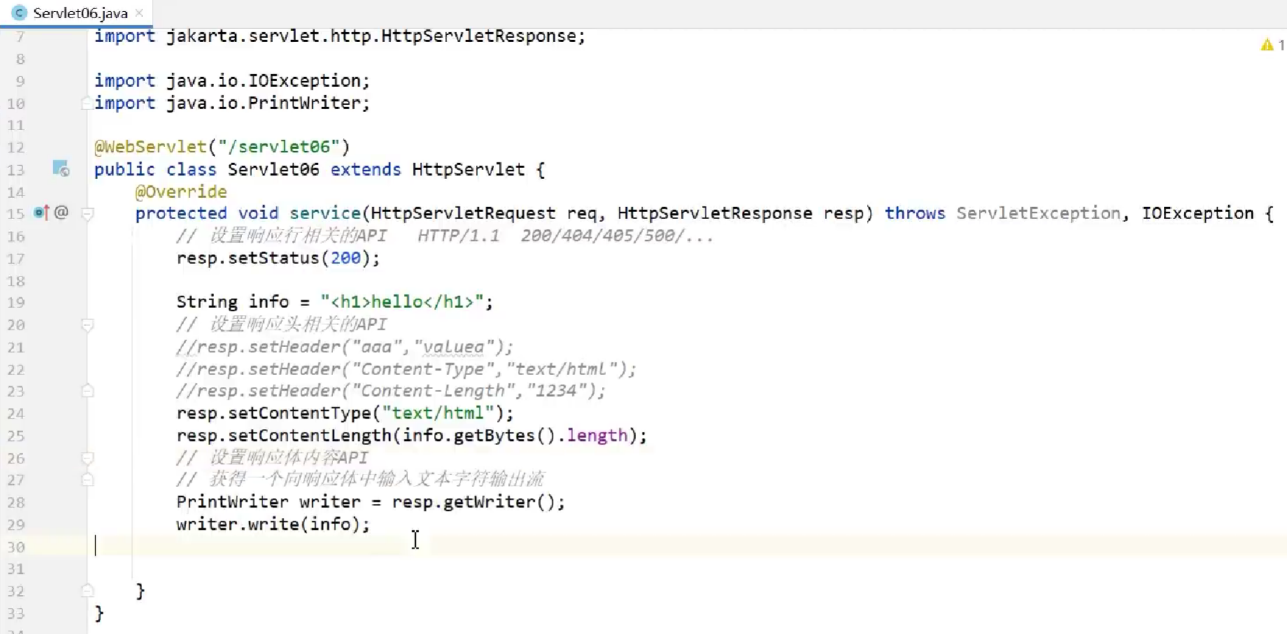 Servlet06.java
7 import jakarta.servlet.http.HttpServletResponse;
8
9 import java.io.IOException;
10 import java.io.PrintWriter;
11
12 @WebServlet("/servlet06")
13 public class Servlet06 extends HttpServlet {
14 @Override
15 @ protected void service(HttpServletRequest req, HttpServletResponse resp) throws ServletException, IOException {
16 // 设置响应行相关的API HTTP/1.1 200/404/405/500/...
17 resp.setStatus(200);
18
19 String info = "<h1>hello</h1>";
20 // 设置响应头相关的API
21 //resp.setHeader("aaa","valuea");
22 //resp.setHeader("Content-Type","text/html");
23 //resp.setHeader("Content-Length","1234");
24 resp.setContentType("text/html");
25 resp.setContentLength(info.getBytes().length);
26 // 设置响应体内容API
27 // 获得一个向响应体中输入文本字符输出流
28 PrintWriter writer = resp.getWriter();
29 writer.write(info);
30
31
32 }
33 }